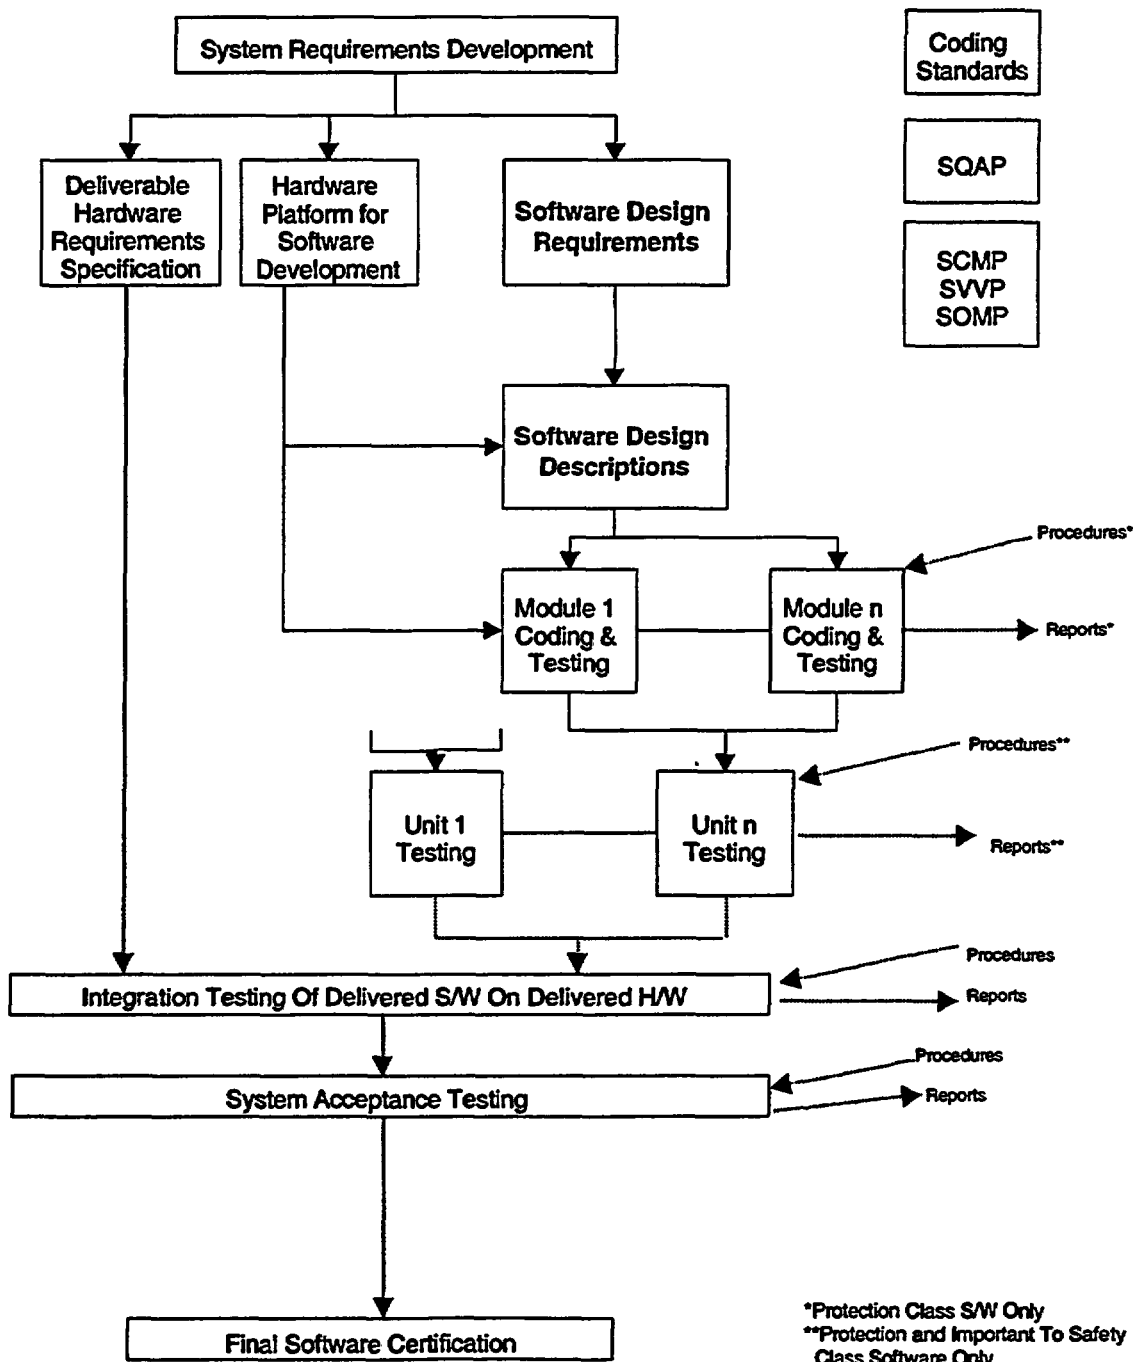 System Requirements Development
Coding
Standards
SQAP
SCMP
SVVP
SOMP
Deliverable
Hardware
Requirements
Specification
Hardware
Platform for
Software
Development
Software Design
Requirements
Software Design
Descriptions
Procedures*
Module 1
Coding &
Testing
Module n
Coding &
Testing
Reports*
Procedures**
Unit 1
Testing
Unit n
Testing
Reports**
Procedures
Integration Testing Of Delivered S/W On Delivered H/W
Reports
Procedures
System Acceptance Testing
Reports
Final Software Certification
*Protection Class S/W Only
**Protection and Important To Safety
Class Software Only